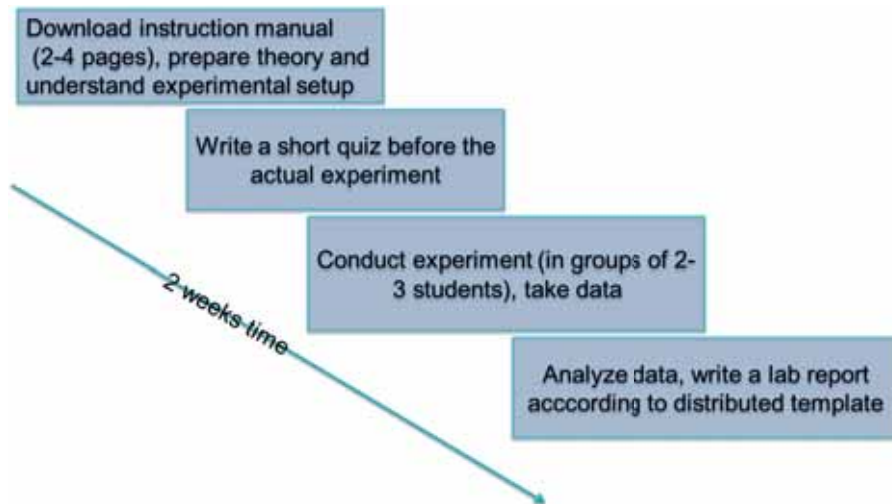 Download instruction manual
(2-4 pages), prepare theory and
understand experimental setup
Write a short quiz before the
actual experiment
Conduct experiment (in groups of 2-
3 students), take data
2 weeks time
Analyze data, write a lab report
acccording to distributed template